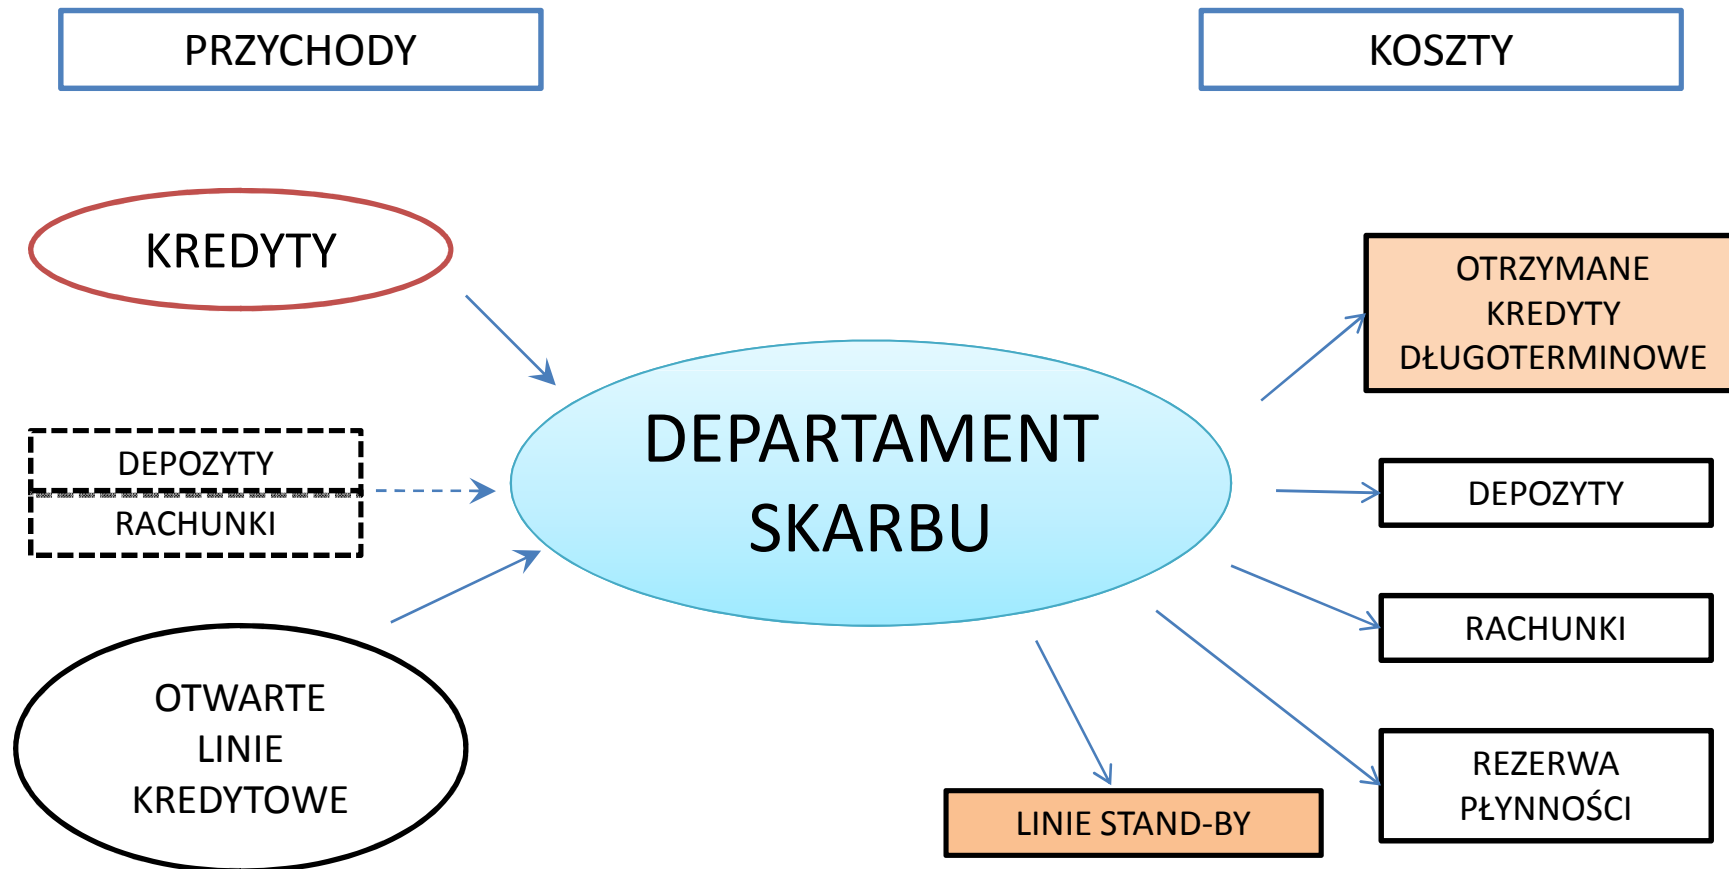 PRZYCHODY
KOSZTY
KREDYTY
OTRZYMANE
KREDYTY
DŁUGOTERMINOWE
DEPARTAMENT
SKARBU
DEPOZYTY
RACHUNKI
DEPOZYTY
RACHUNKI
OTWARTE
LINIE
KREDYTOWE
REZERWA
PŁYNNOŚCI
LINIE STAND-BY